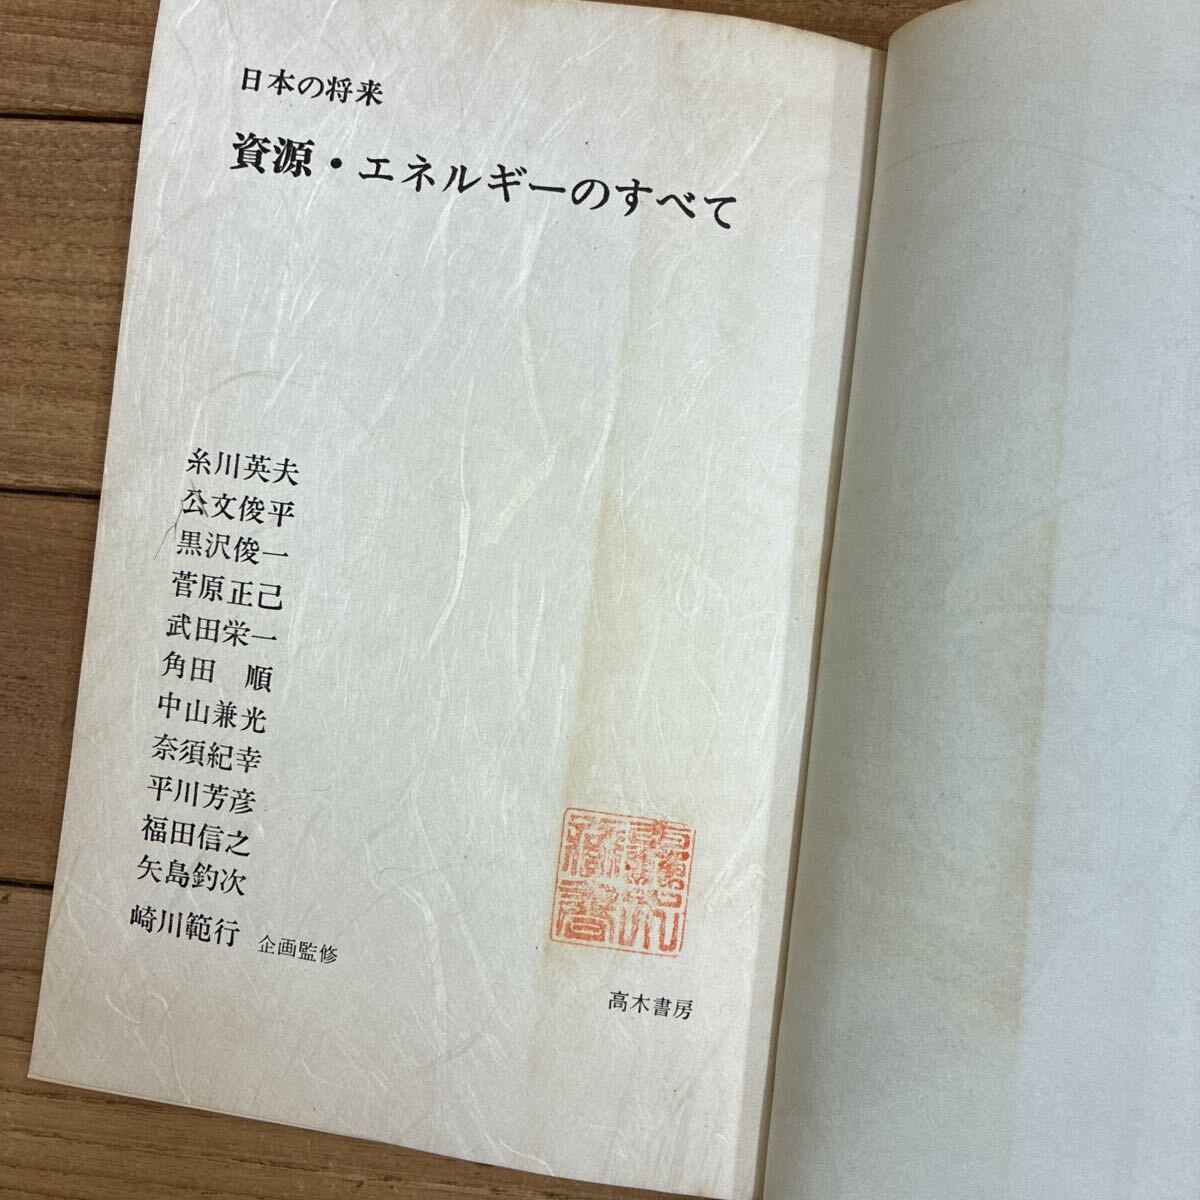 日本の将来
資源・エネルギーのすべて
糸川英夫
公文俊平
黒沢俊一
菅原正己
武田栄一
角田　順
中山兼光
奈須紀幸
平川芳彦
福田信之
矢島鈞次
崎川範行 企画監修
高木書房